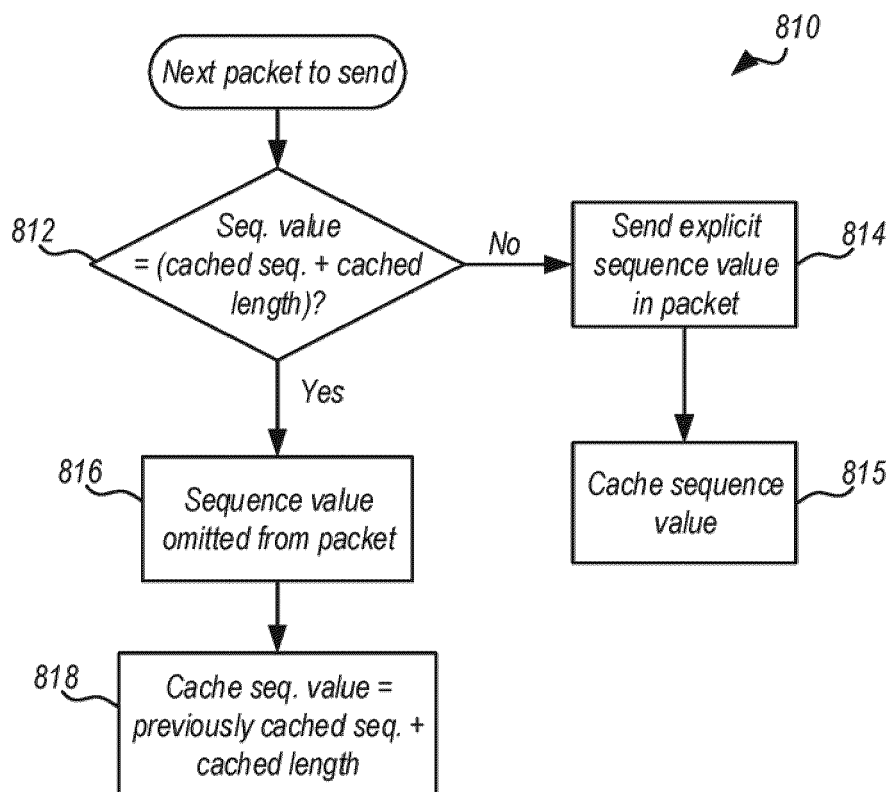 810
Next packet to send
812
Seq. value
= (cached seq. + cached
length)?
No
Send explicit
sequence value
in packet
814
Yes
816
Sequence value
omitted from packet
Cache sequence
value
815
818
Cache seq. value =
previously cached seq. +
cached length